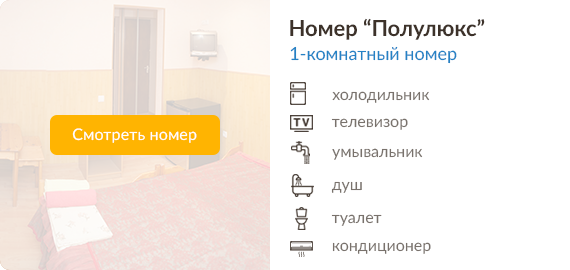 Номер “Полулюкс”
1-комнатный номер
холодильник
TV телевизор
умывальник
душ
туалет
кондиционер
Смотреть номер